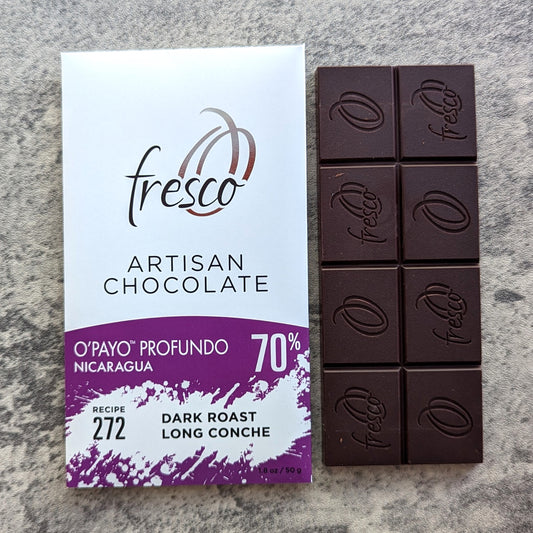 fresco
ARTISAN
CHOCOLATE
O'PAYO™ PROFUNDO
NICARAGUA
70%
RECIPE
272
DARK ROAST
LONG CONCHE
1.8 oz / 50 g
fresco
fresco
fresco
fresco